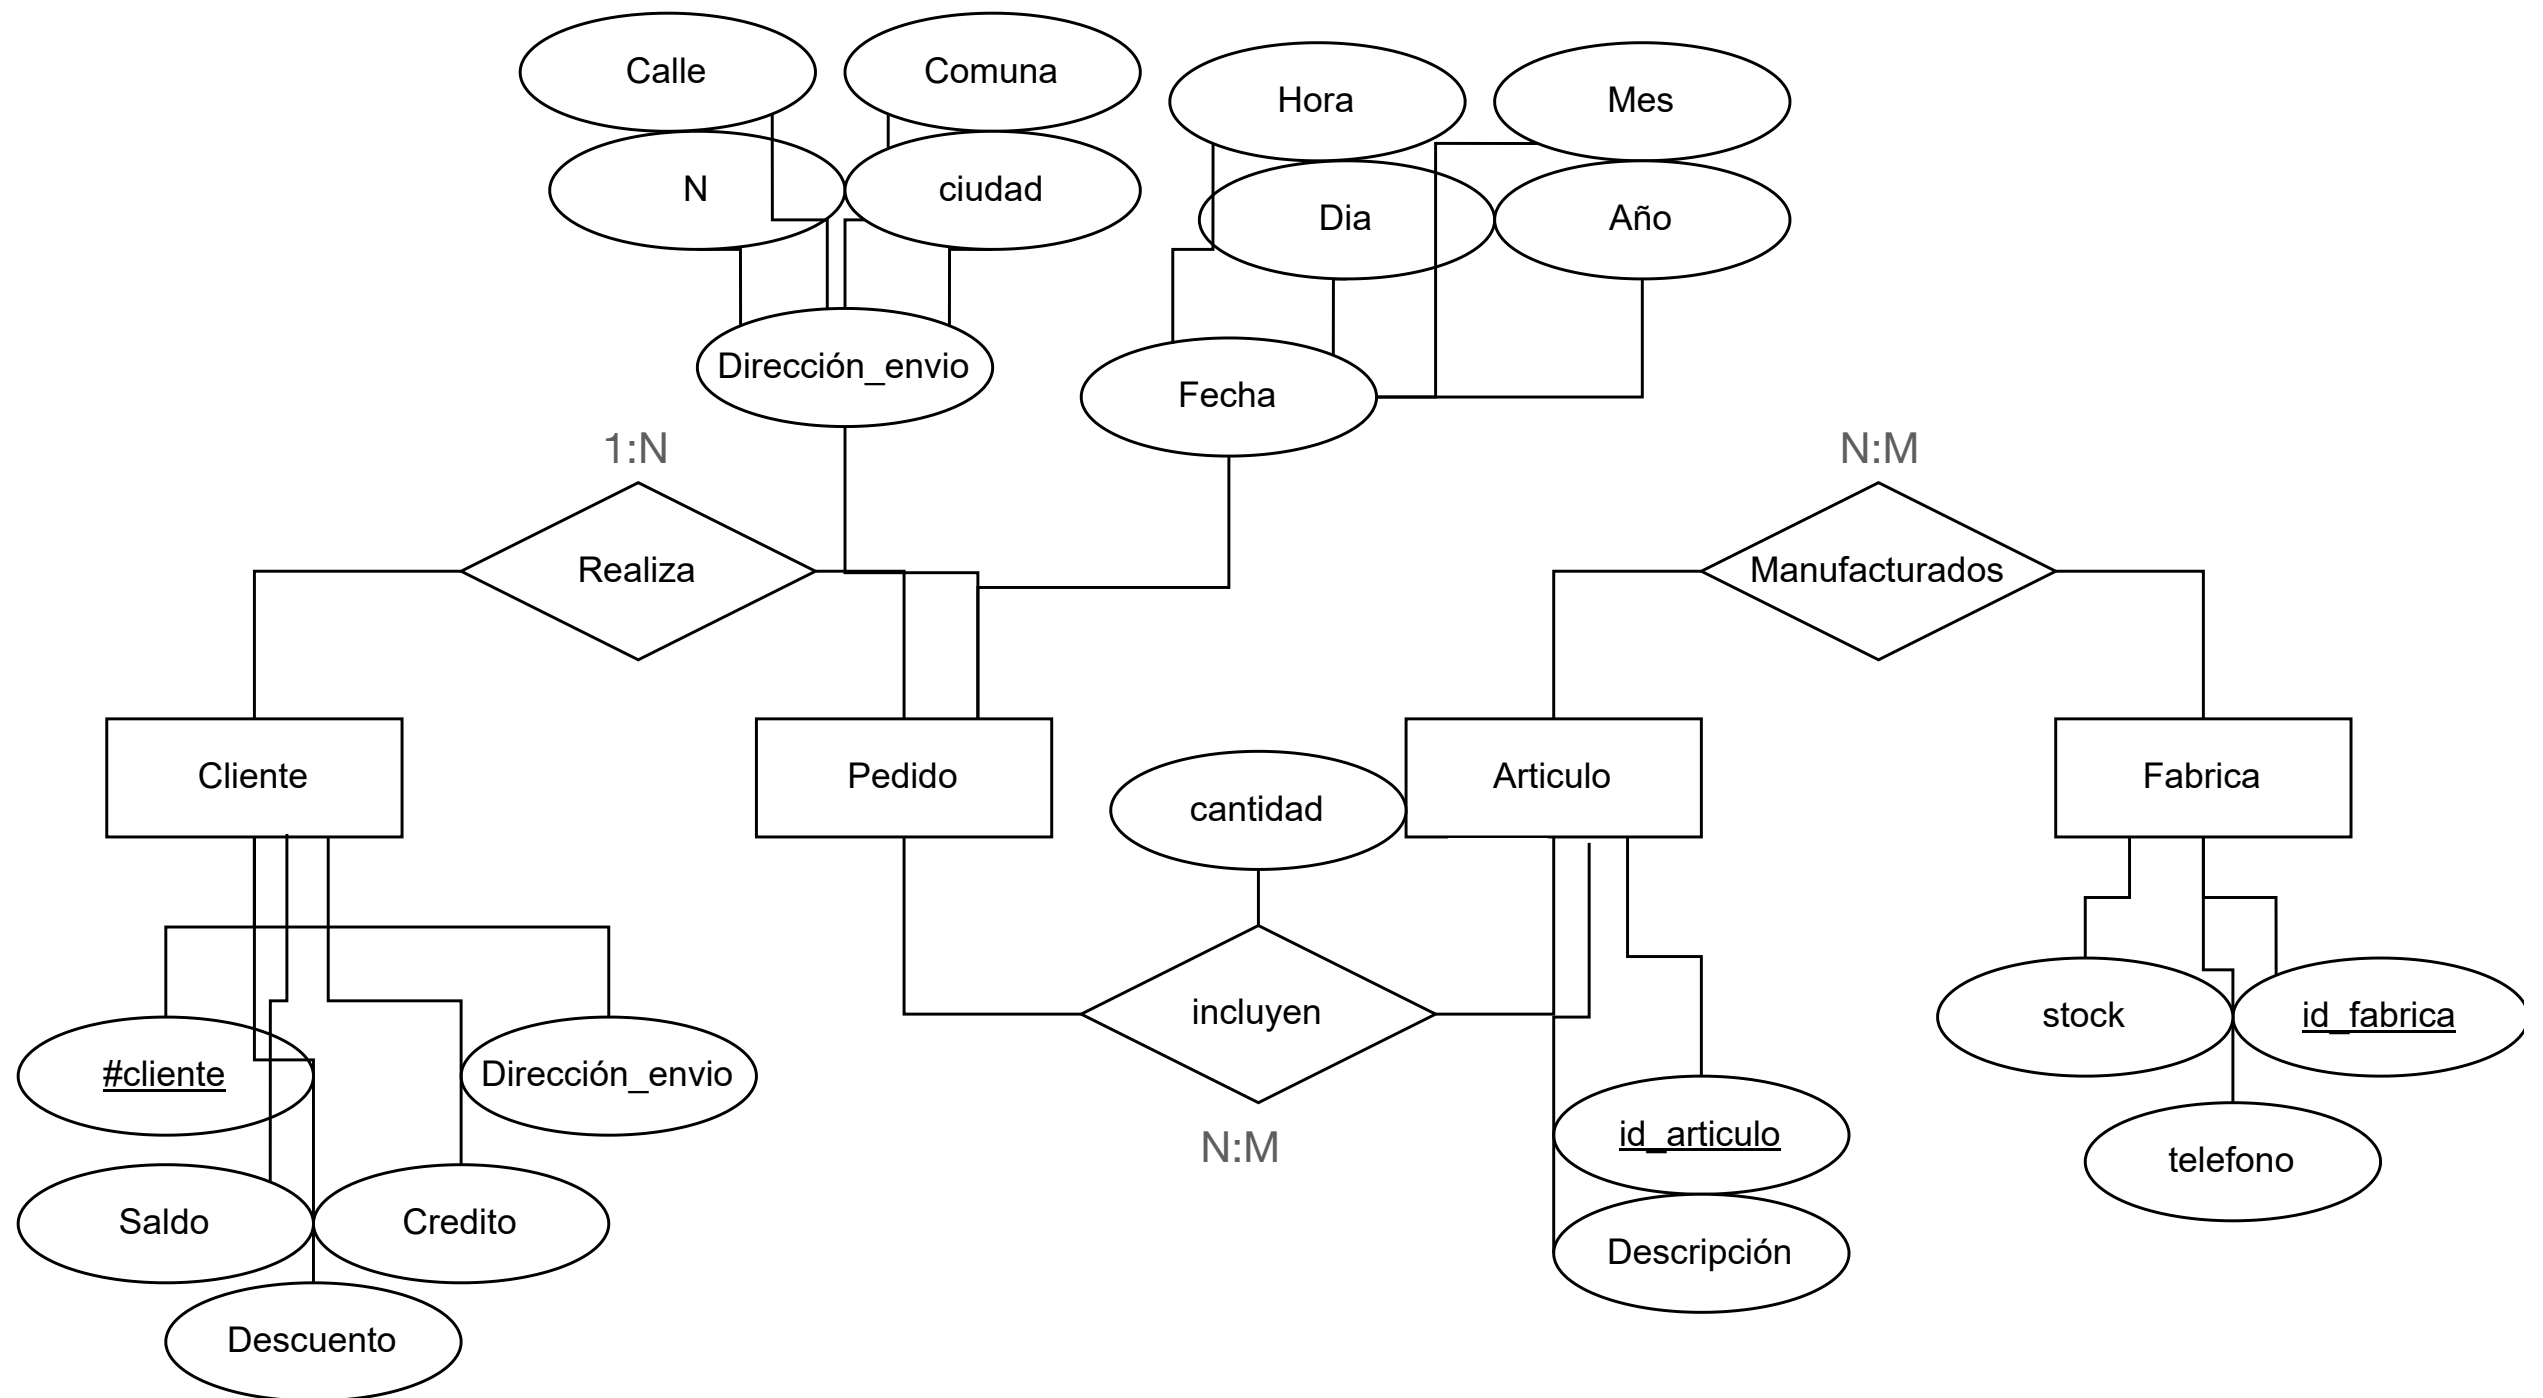 Calle
Comuna
Hora
Mes
N
ciudad
Dia
Año
Dirección_envio
Fecha
1:N
N:M
Realiza
Manufacturados
Cliente
Pedido
cantidad
Articulo
Fabrica
incluyen
stock
id_fabrica
#cliente
Dirección_envio
N:M
id_articulo
telefono
Saldo
Credito
Descripción
Descuento